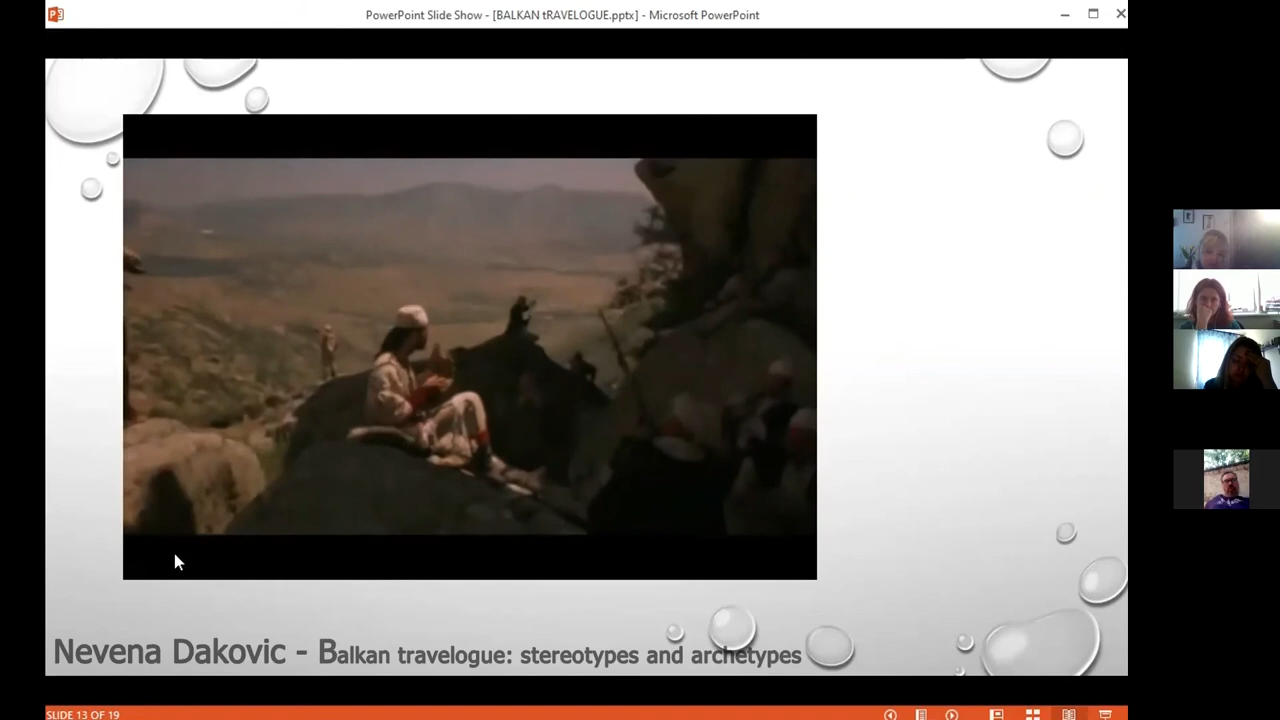 PowerPoint Slide Show - [BALKAN tRAVELOGUE.pptx] - Microsoft PowerPoint
Nevena Dakovic - Balkan travelogue: stereotypes and archetypes
SLIDE 13 OF 19